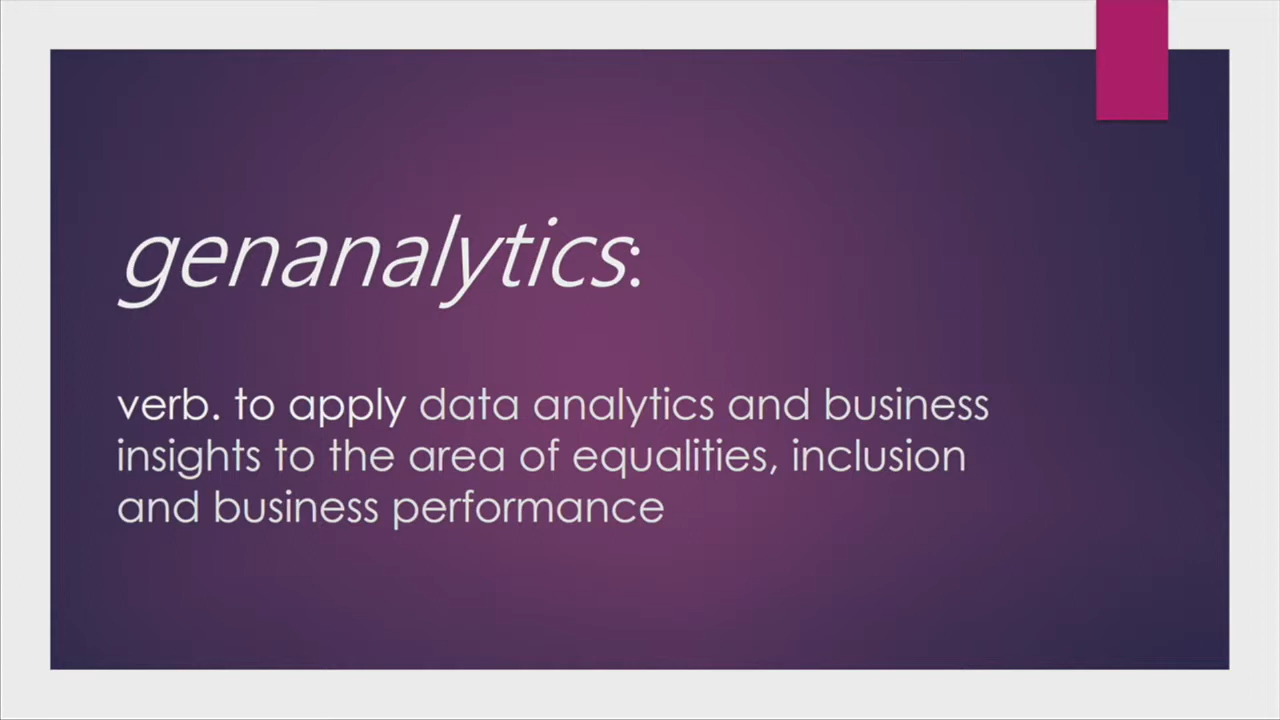 genanalytics:
verb. to apply data analytics and business
insights to the area of equalities, inclusion
and business performance